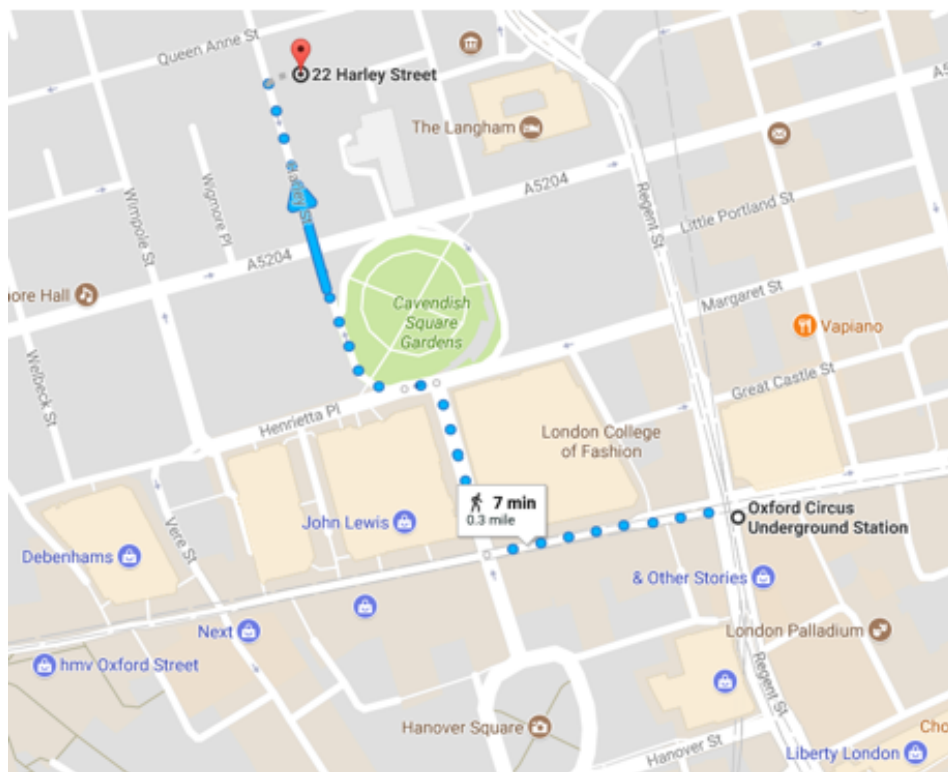 Queen Anne St
22 Harley Street
A5204
The Langham
Regent St
Harley St
Wigmore Pl
Wimpole St
A5204
A5204
Little Portland St
ore Hall
Cavendish
Square
Gardens
Margaret St
Vapiano
Welbeck St
Great Castle St
Henrietta Pl
London College
of Fashion
7 min
0.3 mile
Oxford Circus
Underground Station
John Lewis
Vere St
Debenhams
& Other Stories
Next
London Palladium
hmv Oxford Street
Regent St
Hanover Square
Hanover St
Liberty London
Cho